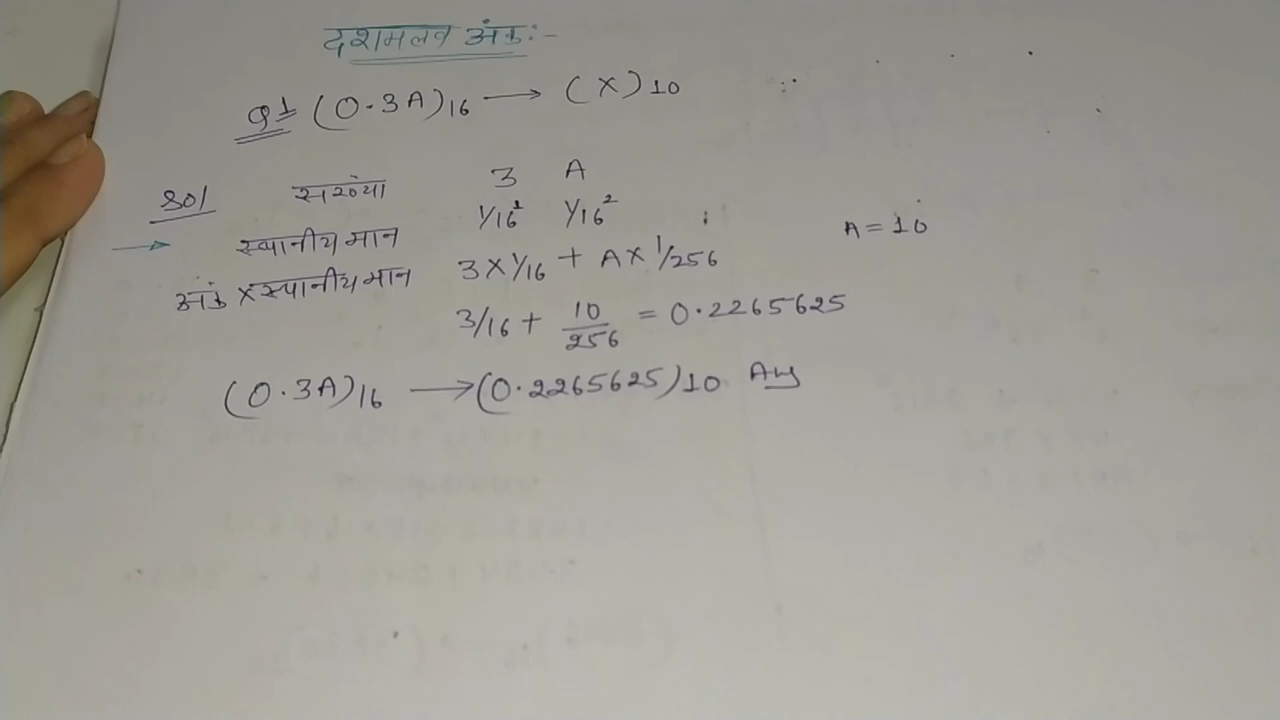 दशमलव अंक:-
Q1 (0.3A)16 → (X)10
Sol संख्या 3 A
→ स्थानीय मान 1/16¹ 1/16² A = 10
अंक × स्थानीय मान 3 × 1/16 + A × 1/256
3/16 + 10/256 = 0.2265625
(0.3A)16 → (0.2265625)10 Ans